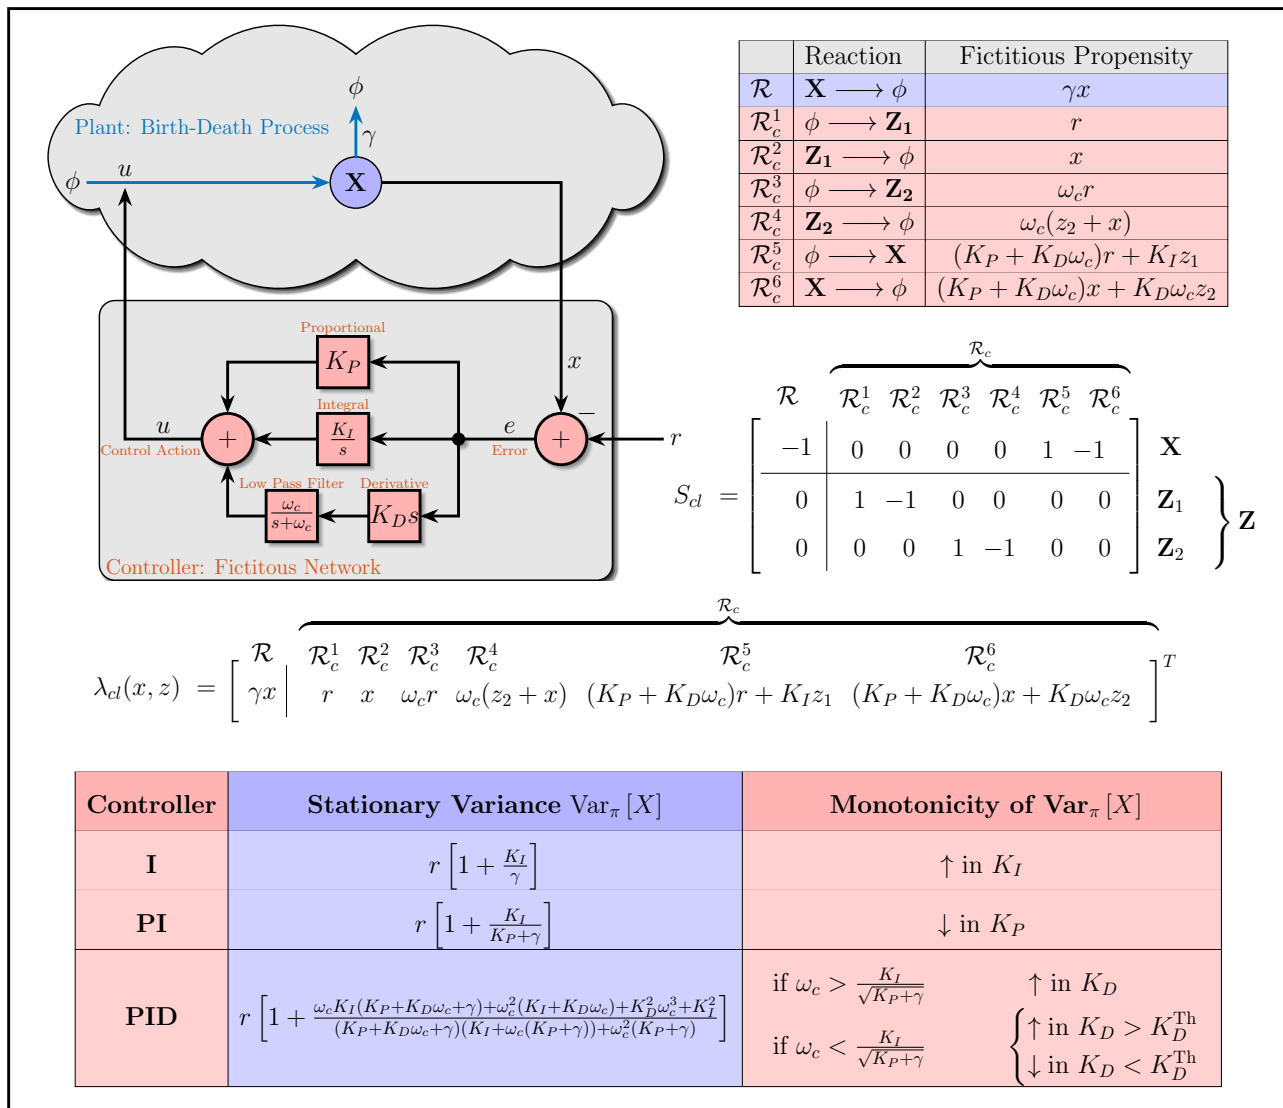 ϕ
Plant: Birth-Death Process
γ
u
ϕ
X
Proportional
K_P
x
Integral
K_I/s
u
+
e
+
−
r
Control Action
Error
Low Pass Filter
Derivative
ω_c/(s+ω_c)
K_D s
Controller: Fictitous Network
Reaction Fictitious Propensity
ℛ X ⟶ ϕ γx
ℛ_c^1 ϕ ⟶ Z_1 r
ℛ_c^2 Z_1 ⟶ ϕ x
ℛ_c^3 ϕ ⟶ Z_2 ω_c r
ℛ_c^4 Z_2 ⟶ ϕ ω_c(z_2 + x)
ℛ_c^5 ϕ ⟶ X (K_P + K_D ω_c)r + K_I z_1
ℛ_c^6 X ⟶ ϕ (K_P + K_D ω_c)x + K_D ω_c z_2
ℛ_c
ℛ ℛ_c^1 ℛ_c^2 ℛ_c^3 ℛ_c^4 ℛ_c^5 ℛ_c^6
−1 0 0 0 0 1 −1 X
S_cl = 0 1 −1 0 0 0 0 Z_1
0 0 0 1 −1 0 0 Z_2
Z
ℛ_c
ℛ ℛ_c^1 ℛ_c^2 ℛ_c^3 ℛ_c^4 ℛ_c^5 ℛ_c^6
λ_cl(x, z) = [ γx | r x ω_c r ω_c(z_2 + x) (K_P + K_D ω_c)r + K_I z_1 (K_P + K_D ω_c)x + K_D ω_c z_2 ]^T
Controller Stationary Variance Var_π [X] Monotonicity of Var_π [X]
I r [1 + K_I/γ] ↑ in K_I
PI r [1 + K_I/(K_P+γ)] ↓ in K_P
PID r [1 + (ω_c K_I(K_P+K_D ω_c+γ)+ω_c^2(K_I+K_D ω_c)+K_D^2 ω_c^3+K_I^2)/((K_P+K_D ω_c+γ)(K_I+ω_c(K_P+γ))+ω_c^2(K_P+γ))]
if ω_c > K_I/√(K_P+γ) ↑ in K_D
if ω_c < K_I/√(K_P+γ) { ↑ in K_D > K_D^Th
↓ in K_D < K_D^Th